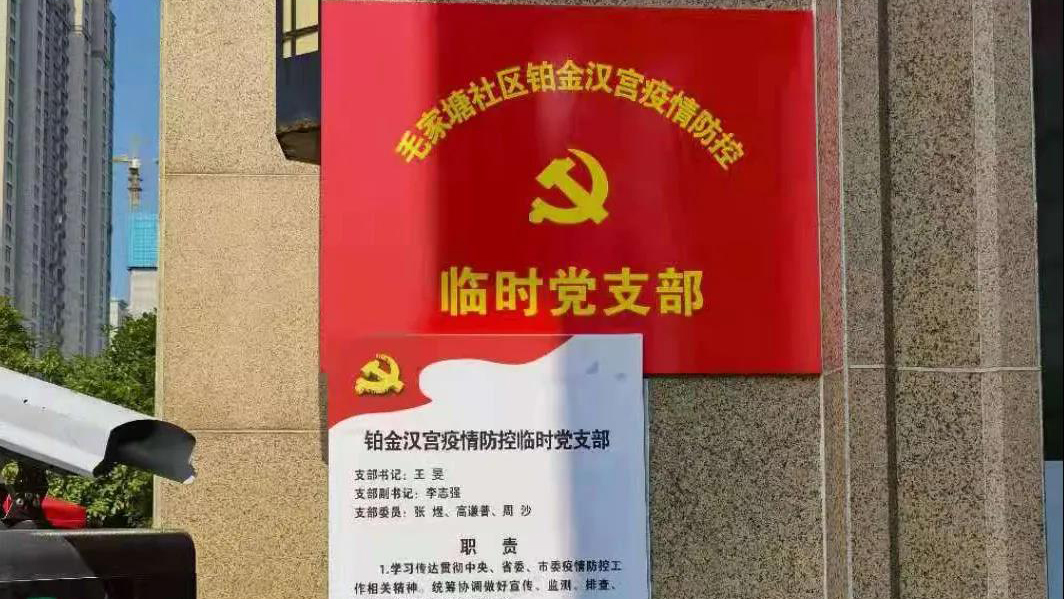 毛家塘社区铂金汉宫疫情防控
临时党支部
铂金汉宫疫情防控临时党支部
支部书记：王 旻
支部副书记：李志强
支部委员：张 煜、高谦普、周 沙
职 责
1.学习传达贯彻中央、省委、市委疫情防控工
作相关精神。统筹协调做好宣传、监测、排查、